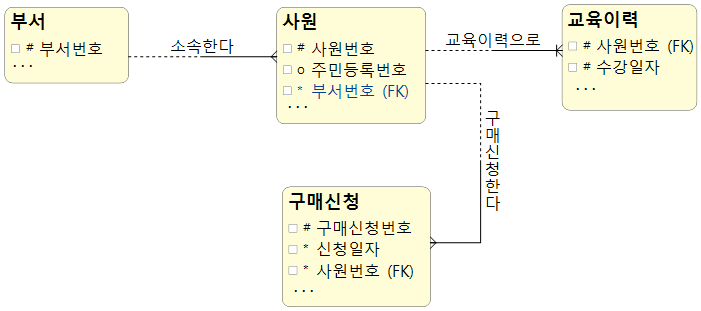 부서
# 부서번호
...
소속한다
사원
# 사원번호
o 주민등록번호
* 부서번호 (FK)
...
교육이력으로
교육이력
# 사원번호 (FK)
# 수강일자
...
구매신청한다
구매신청
# 구매신청번호
* 신청일자
* 사원번호 (FK)
...